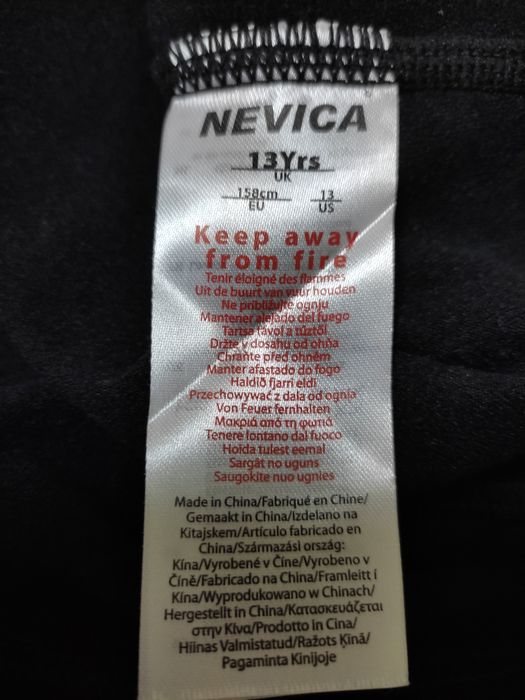 NEVICA
13Yrs
UK
158cm 13
EU US
Keep away
from fire
Tenir éloigné des flammes
Uit de buurt van vuur houden
Ne približujte ognju
Mantener alejado del fuego
Tartsa távol a tűztől
Držte v dosahu od ohňa
Chraňte před ohněm
Manter afastado do fogo
Haldið fjarri eldi
Przechowywać z dala od ognia
Von Feuer fernhalten
Μακριά από τη φωτιά
Tenere lontano dal fuoco
Hoida tulest eemal
Sargāt no uguns
Saugokite nuo ugnies
Made in China/Fabriqué en Chine/
Gemaakt in China/Izdelano na
Kitajskem/Artículo fabricado en
China/Származási ország:
Kína/Vyrobené v Číne/Vyrobeno v
Číně/Fabricado na China/Framleitt í
Kína/Wyprodukowano w Chinach/
Hergestellt in China/Κατασκευάζεται
στην Κίνα/Prodotto in Cina/
Hiinas Valmistatud/Ražots Ķīnā/
Pagaminta Kinijoje